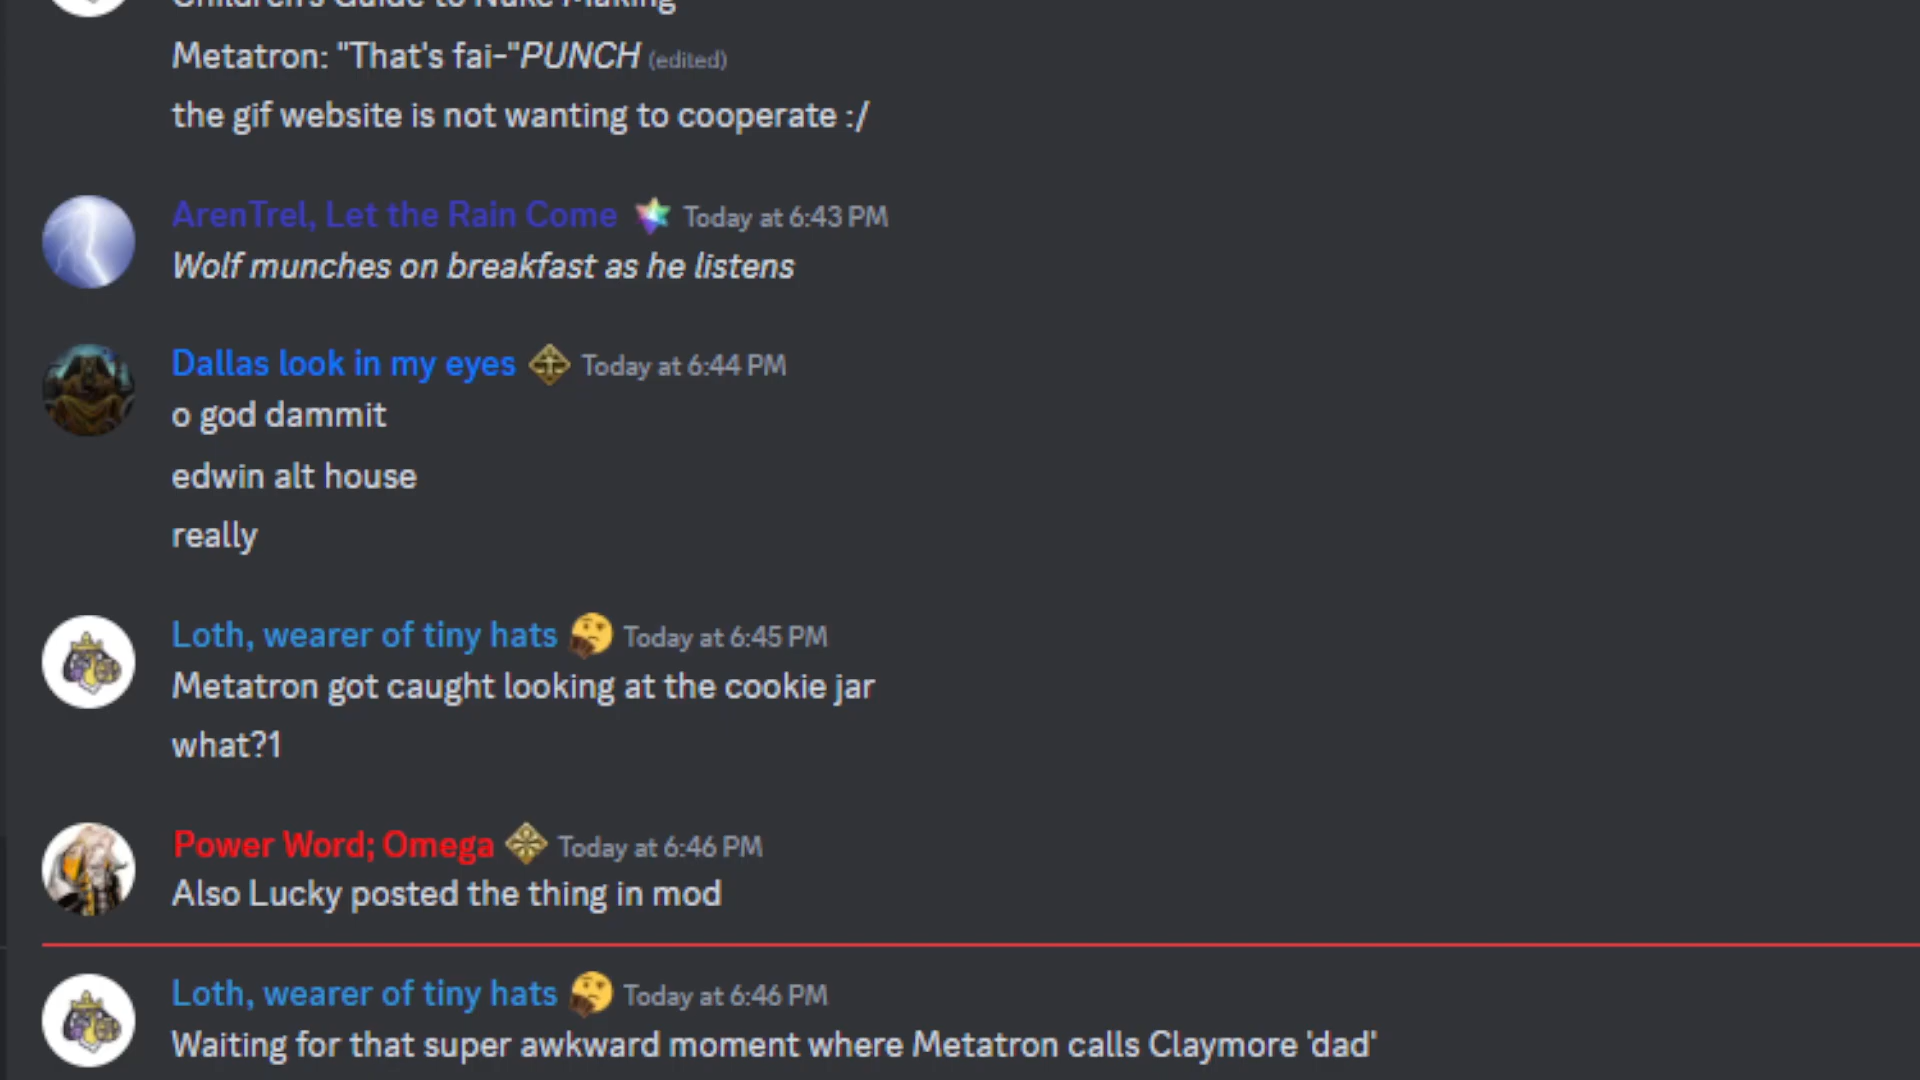 Children's Guide to Nuke Making
Metatron: "That's fai-"PUNCH (edited)
the gif website is not wanting to cooperate :/
ArenTrel, Let the Rain Come Today at 6:43 PM
Wolf munches on breakfast as he listens
Dallas look in my eyes Today at 6:44 PM
o god dammit
edwin alt house
really
Loth, wearer of tiny hats Today at 6:45 PM
Metatron got caught looking at the cookie jar
what?1
Power Word; Omega Today at 6:46 PM
Also Lucky posted the thing in mod
Loth, wearer of tiny hats Today at 6:46 PM
Waiting for that super awkward moment where Metatron calls Claymore 'dad'